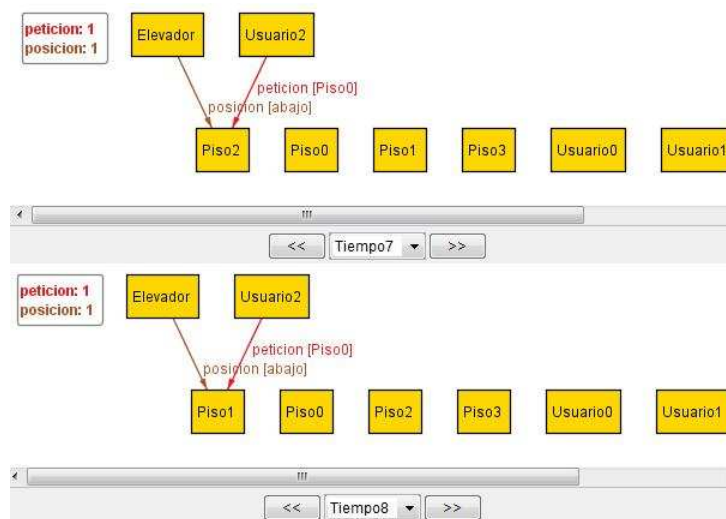 peticion: 1
posicion: 1
Elevador
Usuario2
peticion [Piso0]
posicion [abajo]
Piso2
Piso0
Piso1
Piso3
Usuario0
Usuario1
<<
Tiempo7
>>
peticion: 1
posicion: 1
Elevador
Usuario2
peticion [Piso0]
posicion [abajo]
Piso1
Piso0
Piso2
Piso3
Usuario0
Usuario1
<<
Tiempo8
>>